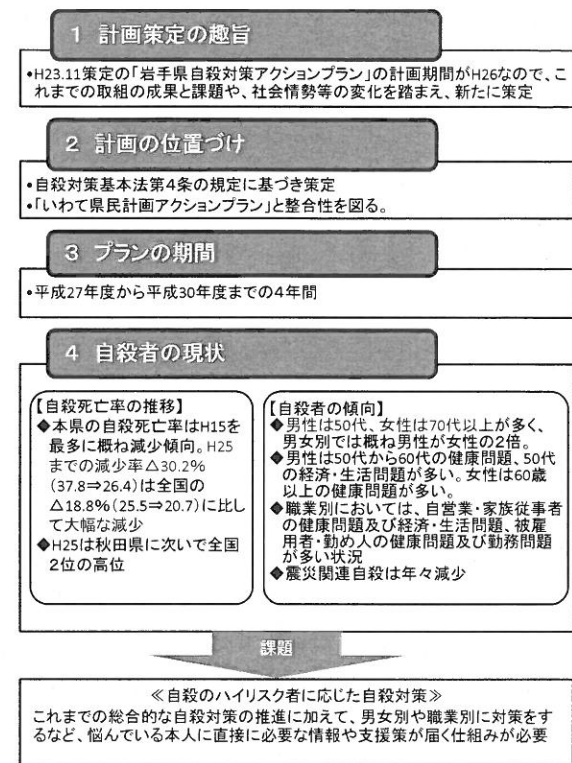 1 計画策定の趣旨
•H23.11策定の「岩手県自殺対策アクションプラン」の計画期間がH26なので、こ
れまでの取組の成果と課題や、社会情勢等の変化を踏まえ、新たに策定
2 計画の位置づけ
•自殺対策基本法第4条の規定に基づき策定
•「いわて県民計画アクションプラン」と整合性を図る。
3 プランの期間
•平成27年度から平成30年度までの4年間
4 自殺者の現状
【自殺死亡率の推移】
◆本県の自殺死亡率はH15を
最多に概ね減少傾向。H25
までの減少率△30.2%
(37.8⇒26.4)は全国の
△18.8%(25.5⇒20.7)に比し
て大幅な減少
◆H25は秋田県に次いで全国
2位の高位
【自殺者の傾向】
◆男性は50代、女性は70代以上が多く、
男女別では概ね男性が女性の2倍。
◆男性は50代から60代の健康問題、50代
の経済・生活問題が多い。女性は60歳
以上の健康問題が多い。
◆職業別においては、自営業・家族従事者
の健康問題及び経済・生活問題、被雇
用者・勤め人の健康問題及び勤務問題
が多い状況
◆震災関連自殺は年々減少
課題
≪自殺のハイリスク者に応じた自殺対策≫
これまでの総合的な自殺対策の推進に加えて、男女別や職業別に対策をす
るなど、悩んでいる本人に直接に必要な情報や支援策が届く仕組みが必要